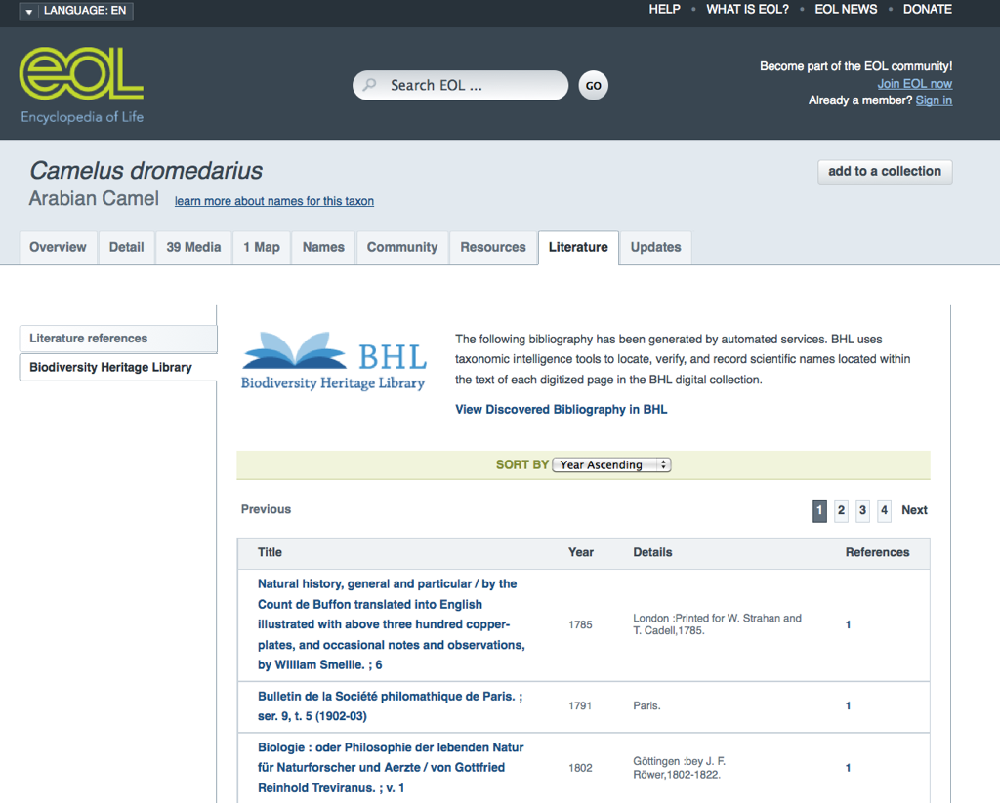 LANGUAGE: EN
HELP • WHAT IS EOL? • EOL NEWS • DONATE
eoL
Encyclopedia of Life
Search EOL ...
GO
Become part of the EOL community!
Join EOL now
Already a member? Sign in
Camelus dromedarius
Arabian Camel learn more about names for this taxon
add to a collection
Overview Detail 39 Media 1 Map Names Community Resources Literature Updates
Literature references
Biodiversity Heritage Library
BHL
Biodiversity Heritage Library
The following bibliography has been generated by automated services. BHL uses
taxonomic intelligence tools to locate, verify, and record scientific names located within
the text of each digitized page in the BHL digital collection.
View Discovered Bibliography in BHL
SORT BY Year Ascending
Previous 1 2 3 4 Next
Title Year Details References
Natural history, general and particular / by the
Count de Buffon translated into English
illustrated with above three hundred copper-
plates, and occasional notes and observations,
by William Smellie. ; 6
1785
London :Printed for W. Strahan and
T. Cadell,1785.
1
Bulletin de la Société philomathique de Paris. ;
ser. 9, t. 5 (1902-03)
1791
Paris.
1
Biologie : oder Philosophie der lebenden Natur
für Naturforscher und Aerzte / von Gottfried
Reinhold Treviranus. ; v. 1
1802
Göttingen :bey J. F.
Röwer,1802-1822.
1